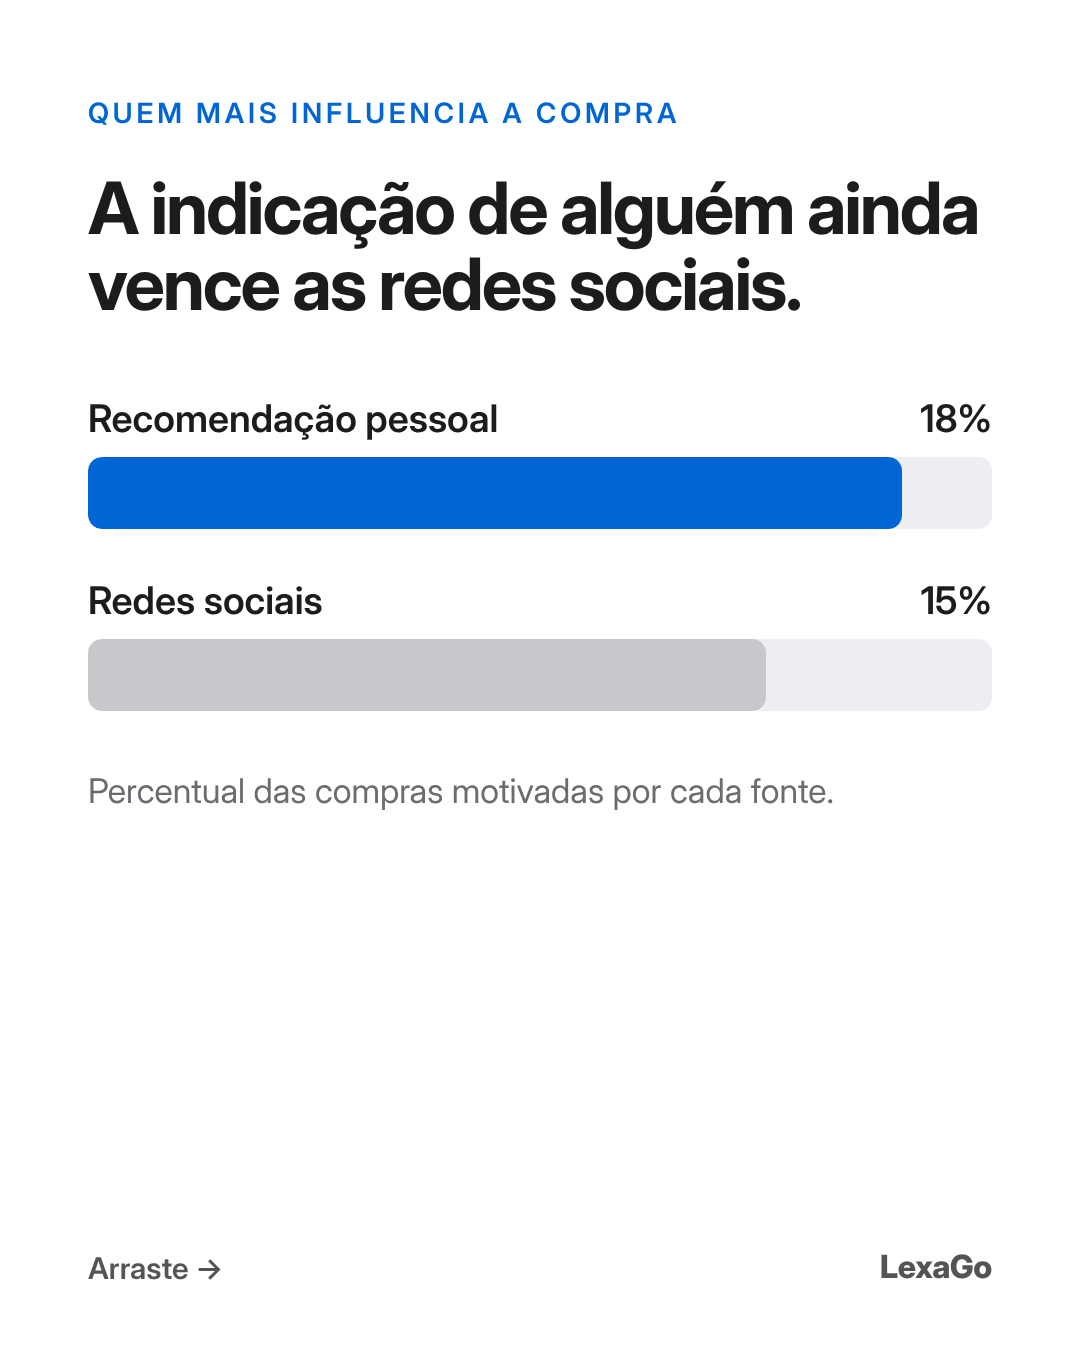 QUEM MAIS INFLUENCIA A COMPRA
A indicação de alguém ainda
vence as redes sociais.
Recomendação pessoal 18%
Redes sociais 15%
Percentual das compras motivadas por cada fonte.
Arraste → LexaGo